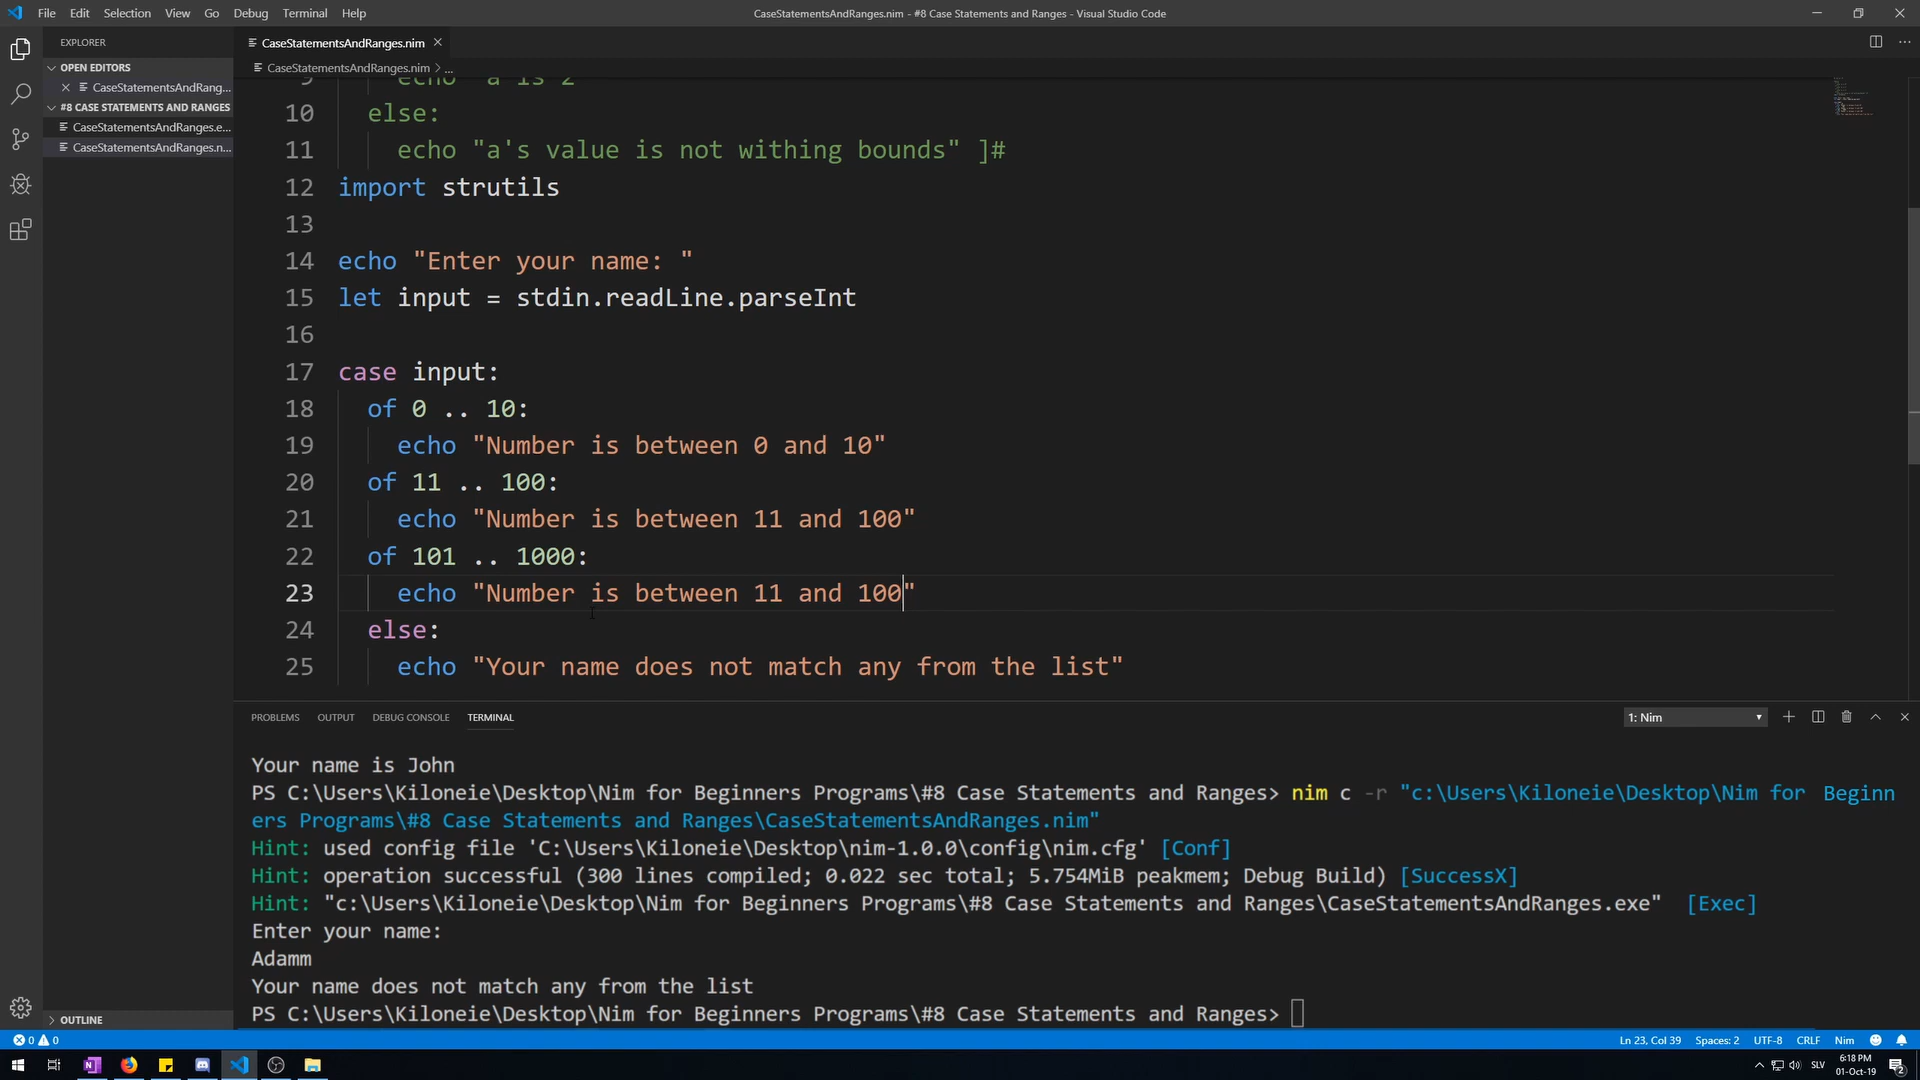 File Edit Selection View Go Debug Terminal Help
CaseStatementsAndRanges.nim - #8 Case Statements and Ranges - Visual Studio Code
EXPLORER
OPEN EDITORS
CaseStatementsAndRang...
#8 CASE STATEMENTS AND RANGES
CaseStatementsAndRanges.e...
CaseStatementsAndRanges.n...
OUTLINE
CaseStatementsAndRanges.nim
CaseStatementsAndRanges.nim > ...
9 echo "a is 2"
10 else:
11 echo "a's value is not withing bounds" ]#
12 import strutils
13
14 echo "Enter your name: "
15 let input = stdin.readLine.parseInt
16
17 case input:
18 of 0 .. 10:
19 echo "Number is between 0 and 10"
20 of 11 .. 100:
21 echo "Number is between 11 and 100"
22 of 101 .. 1000:
23 echo "Number is between 11 and 100"
24 else:
25 echo "Your name does not match any from the list"
PROBLEMS OUTPUT DEBUG CONSOLE TERMINAL
1: Nim
Your name is John
PS C:\Users\Kiloneie\Desktop\Nim for Beginners Programs\#8 Case Statements and Ranges> nim c -r "c:\Users\Kiloneie\Desktop\Nim for Beginn
ers Programs\#8 Case Statements and Ranges\CaseStatementsAndRanges.nim"
Hint: used config file 'C:\Users\Kiloneie\Desktop\nim-1.0.0\config\nim.cfg' [Conf]
Hint: operation successful (300 lines compiled; 0.022 sec total; 5.754MiB peakmem; Debug Build) [SuccessX]
Hint: "c:\Users\Kiloneie\Desktop\Nim for Beginners Programs\#8 Case Statements and Ranges\CaseStatementsAndRanges.exe" [Exec]
Enter your name:
Adamm
Your name does not match any from the list
PS C:\Users\Kiloneie\Desktop\Nim for Beginners Programs\#8 Case Statements and Ranges>
0 0
Ln 23, Col 39 Spaces: 2 UTF-8 CRLF Nim
SLV
6:18 PM
01-Oct-19
2